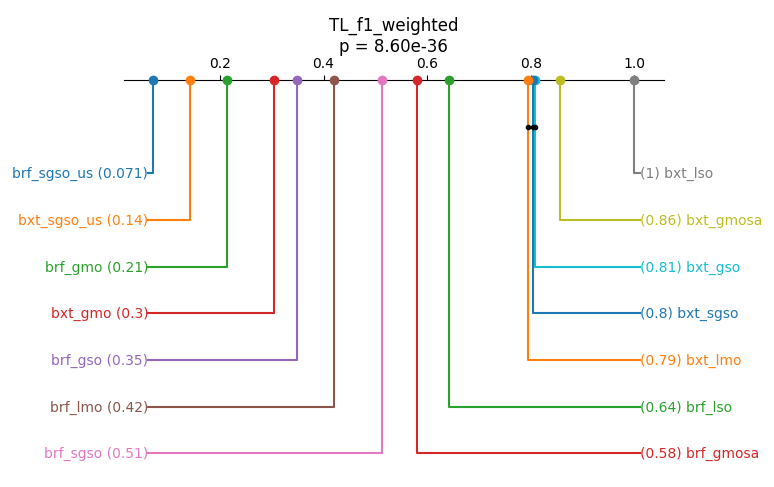 TL_f1_weighted
p = 8.60e-36
0.2 0.4 0.6 0.8 1.0
brf_sgso_us (0.071)
(1) bxt_lso
bxt_sgso_us (0.14)
(0.86) bxt_gmosa
brf_gmo (0.21)
(0.81) bxt_gso
bxt_gmo (0.3)
(0.8) bxt_sgso
brf_gso (0.35)
(0.79) bxt_lmo
brf_lmo (0.42)
(0.64) brf_lso
brf_sgso (0.51)
(0.58) brf_gmosa